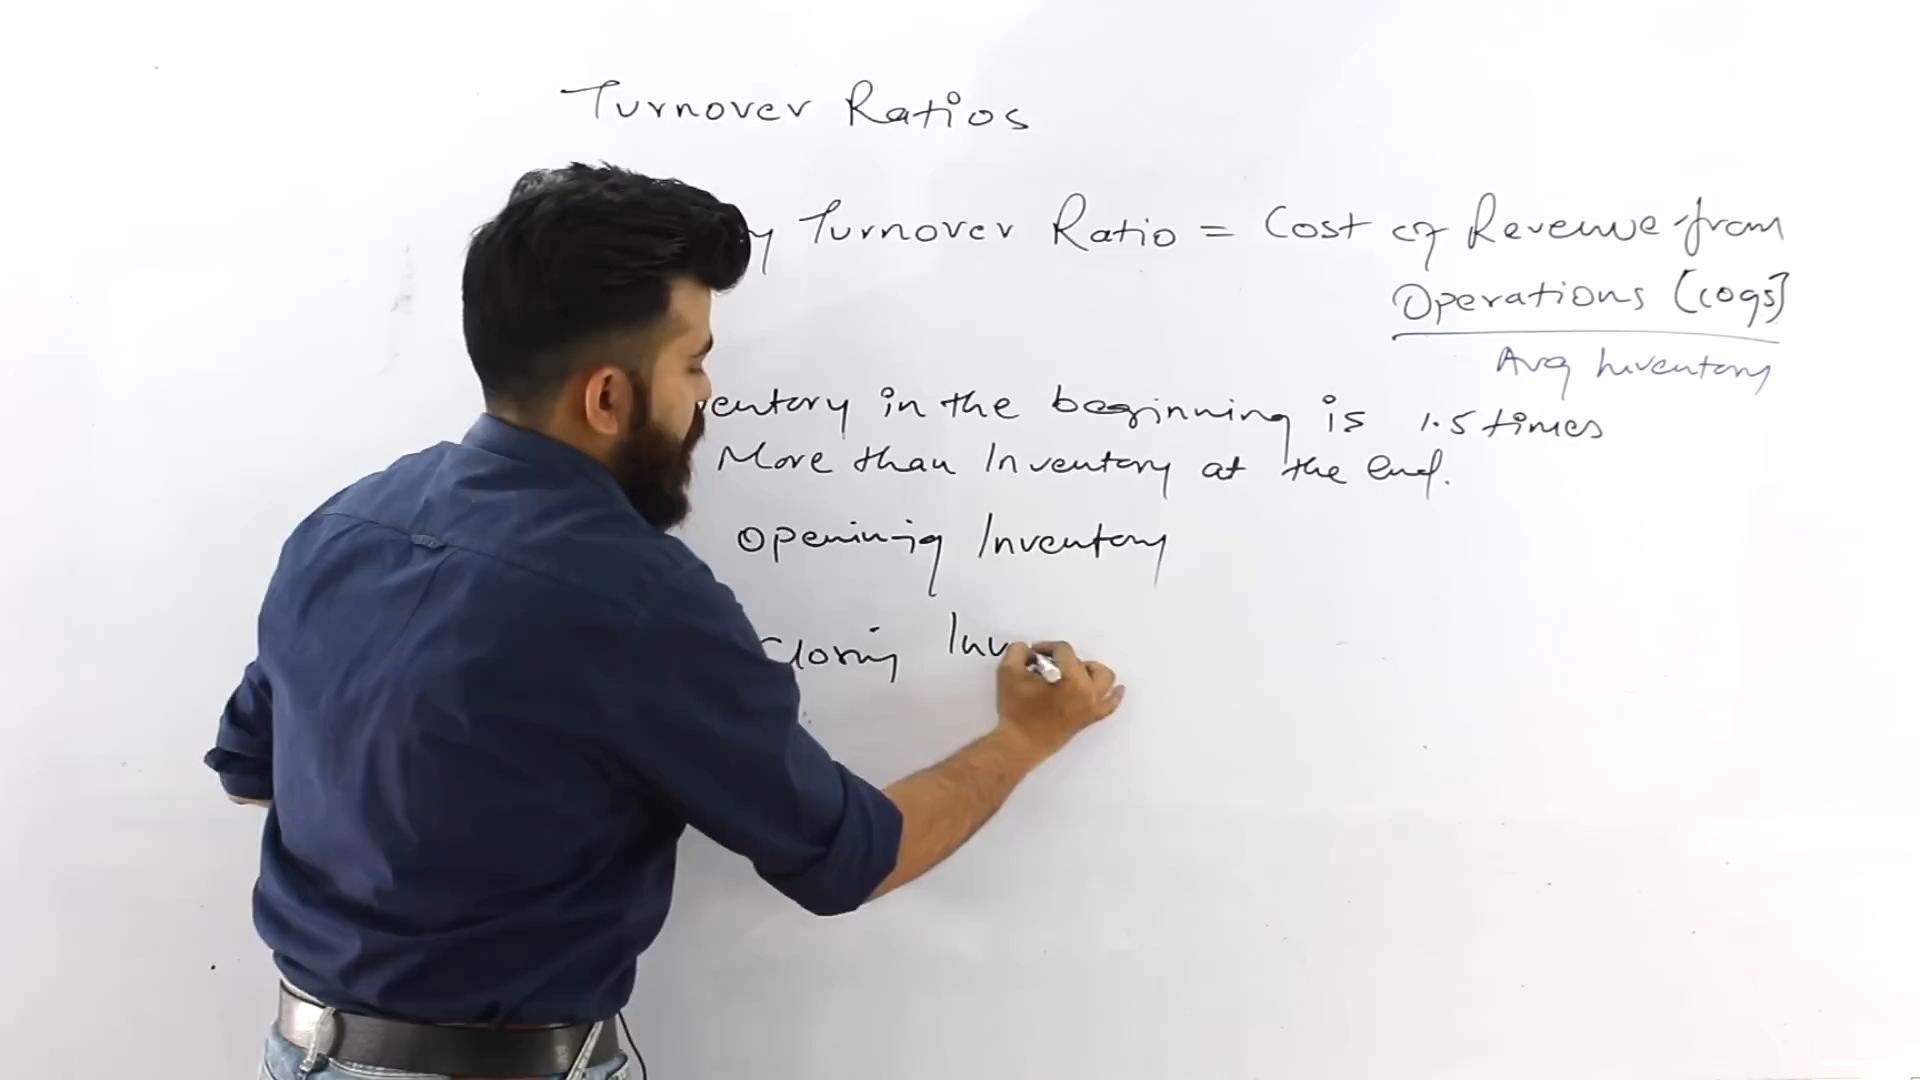 Turnover Ratios
y Turnover Ratio = Cost of Revenue from
Operations (cogs)
Avg Inventory
ventory in the beginning is 1.5 times
More than Inventory at the end.
Opening Inventory
Closing Inv